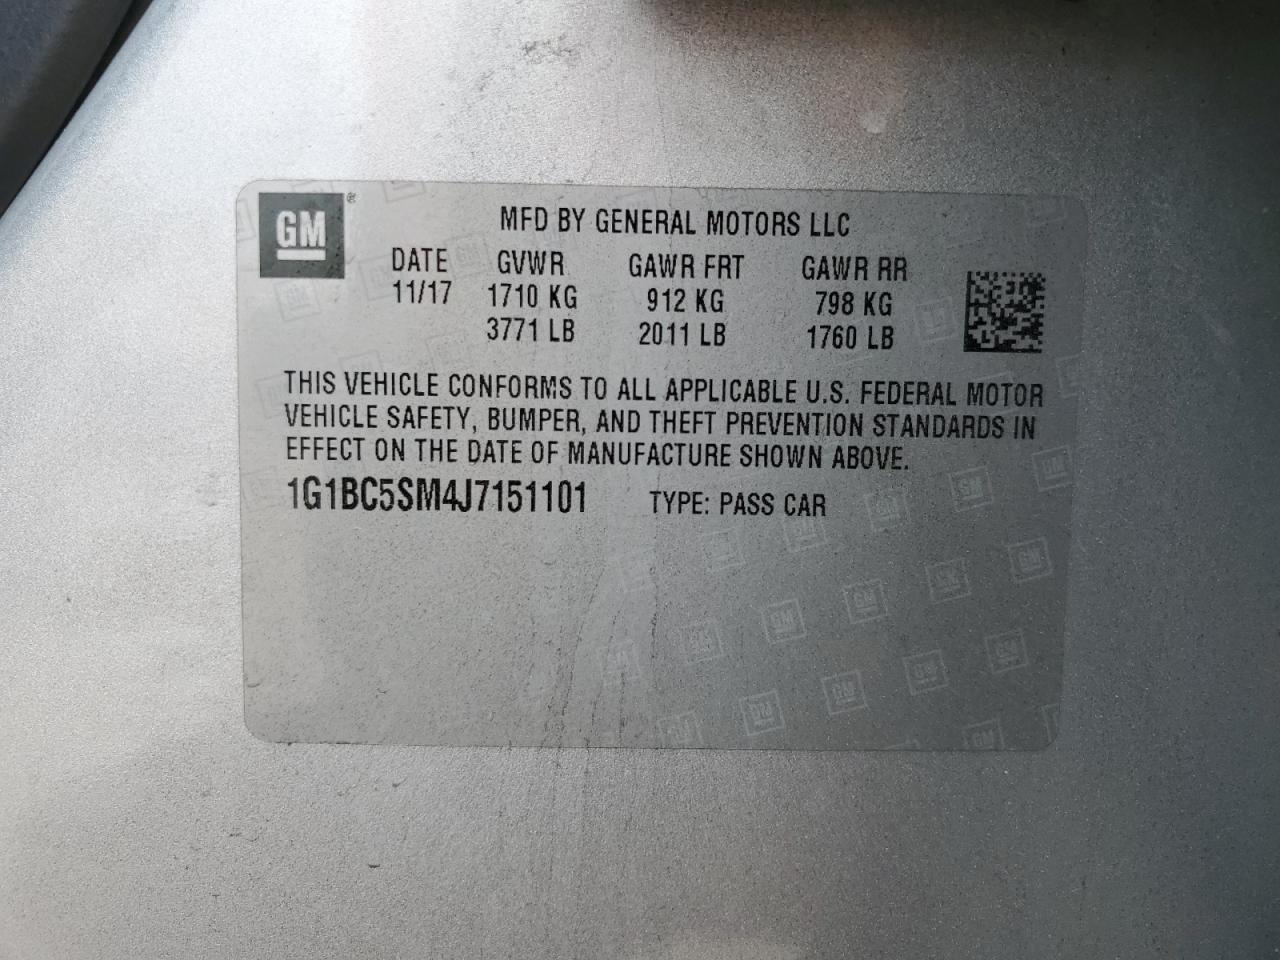 GM ®
MFD BY GENERAL MOTORS LLC
DATE GVWR GAWR FRT GAWR RR
11/17 1710 KG 912 KG 798 KG
3771 LB 2011 LB 1760 LB
THIS VEHICLE CONFORMS TO ALL APPLICABLE U.S. FEDERAL MOTOR
VEHICLE SAFETY, BUMPER, AND THEFT PREVENTION STANDARDS IN
EFFECT ON THE DATE OF MANUFACTURE SHOWN ABOVE.
1G1BC5SM4J7151101 TYPE: PASS CAR